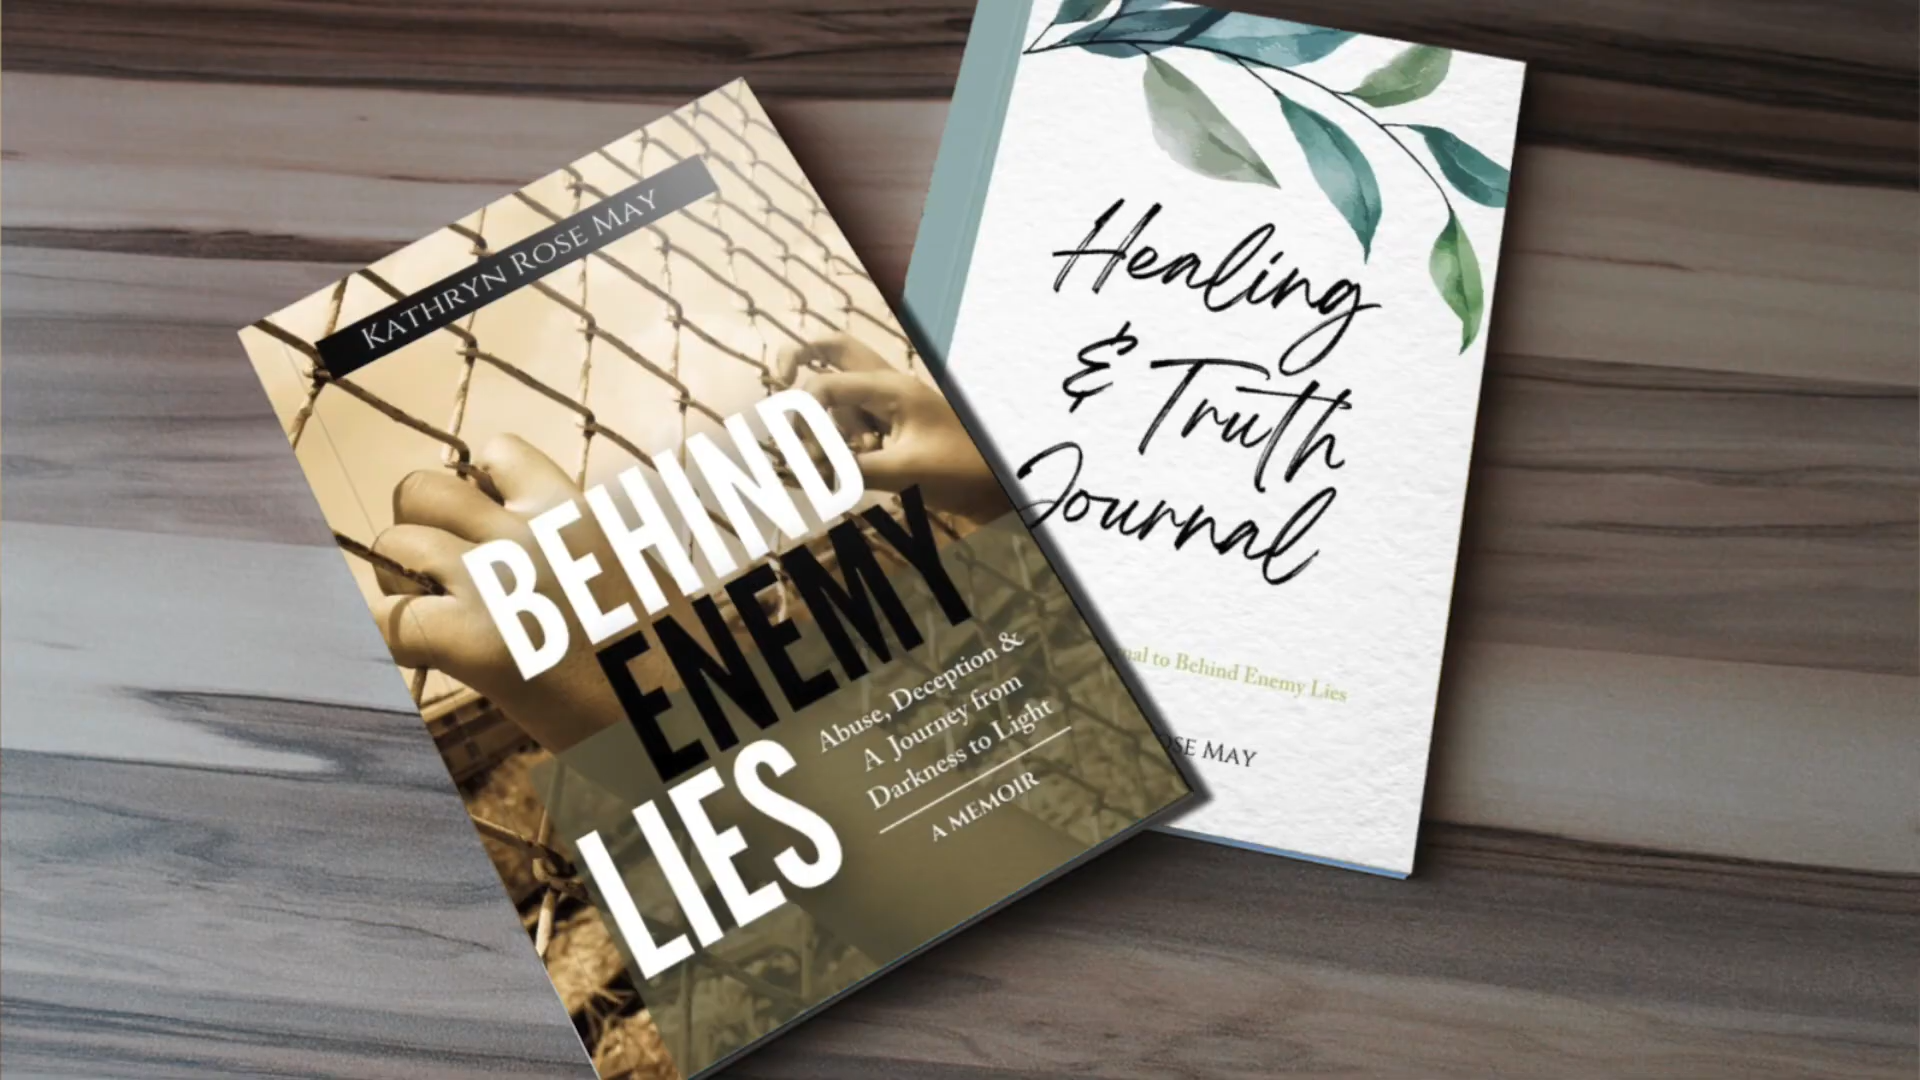 KATHRYN ROSE MAY
BEHIND
ENEMY
LIES
Abuse, Deception &
A Journey from
Darkness to Light
A MEMOIR
Healing
& Truth
Journal
to Behind Enemy Lies
MAY